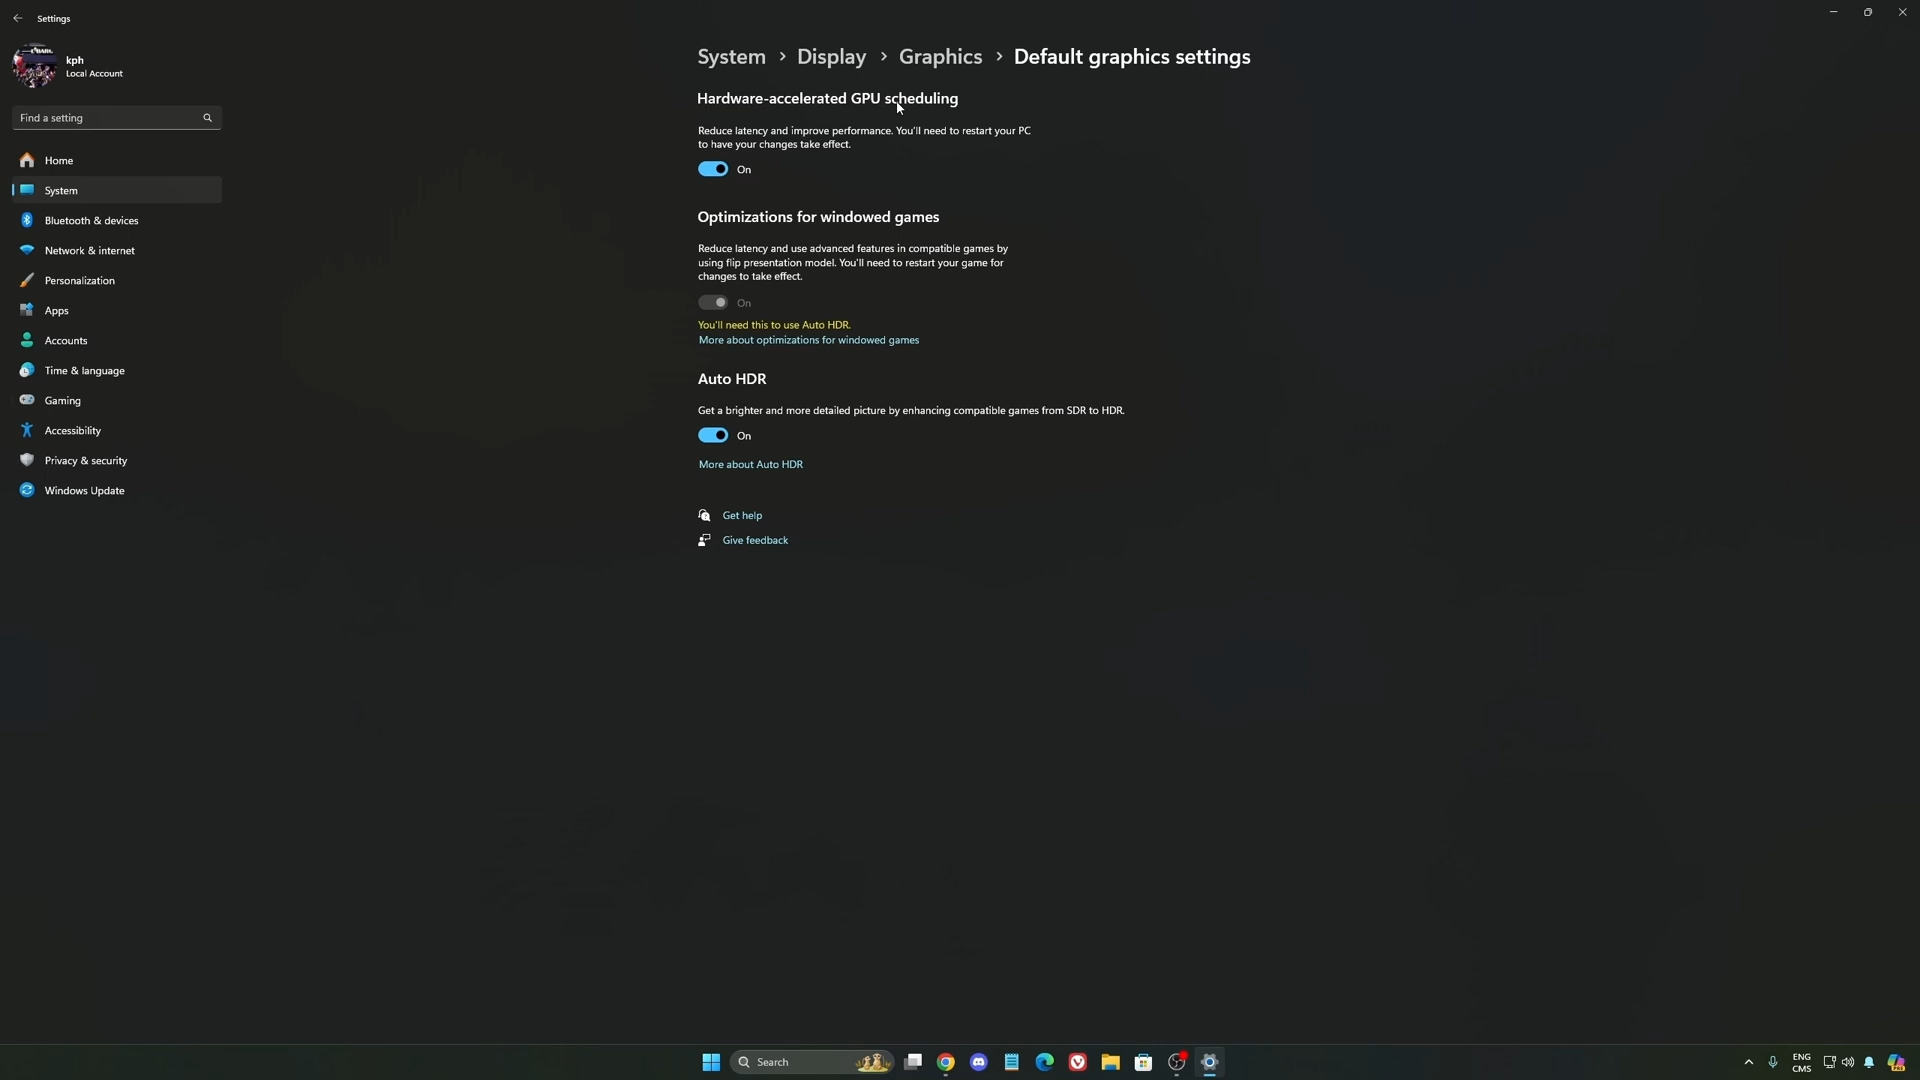 Settings
kph
Local Account
Find a setting
Home
System
Bluetooth & devices
Network & internet
Personalization
Apps
Accounts
Time & language
Gaming
Accessibility
Privacy & security
Windows Update
System > Display > Graphics > Default graphics settings
Hardware-accelerated GPU scheduling
Reduce latency and improve performance. You'll need to restart your PC
to have your changes take effect.
On
Optimizations for windowed games
Reduce latency and use advanced features in compatible games by
using flip presentation model. You'll need to restart your game for
changes to take effect.
On
You'll need this to use Auto HDR.
More about optimizations for windowed games
Auto HDR
Get a brighter and more detailed picture by enhancing compatible games from SDR to HDR.
On
More about Auto HDR
Get help
Give feedback
Search
ENG
CMS